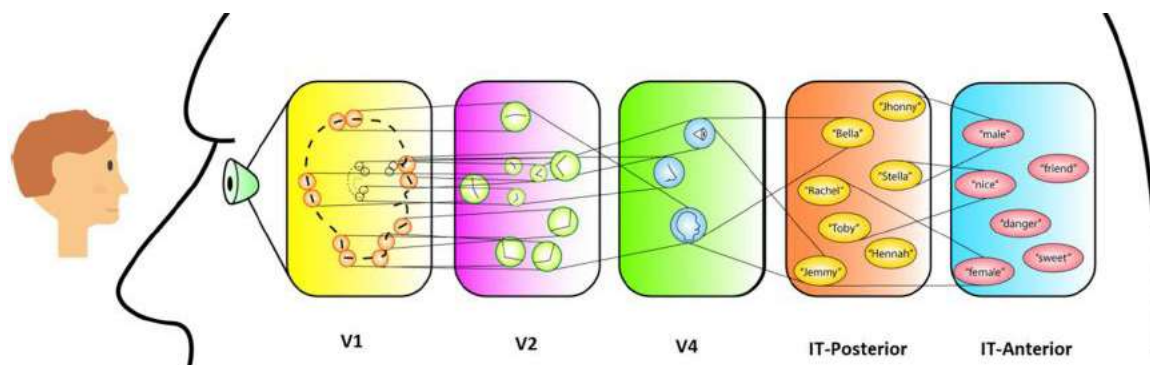 "Jhonny"
"Bella"
"Stella"
"Rachel"
"Toby"
"Hennah"
"Jemmy"
"male"
"friend"
"nice"
"danger"
"sweet"
"female"
V1
V2
V4
IT-Posterior
IT-Anterior